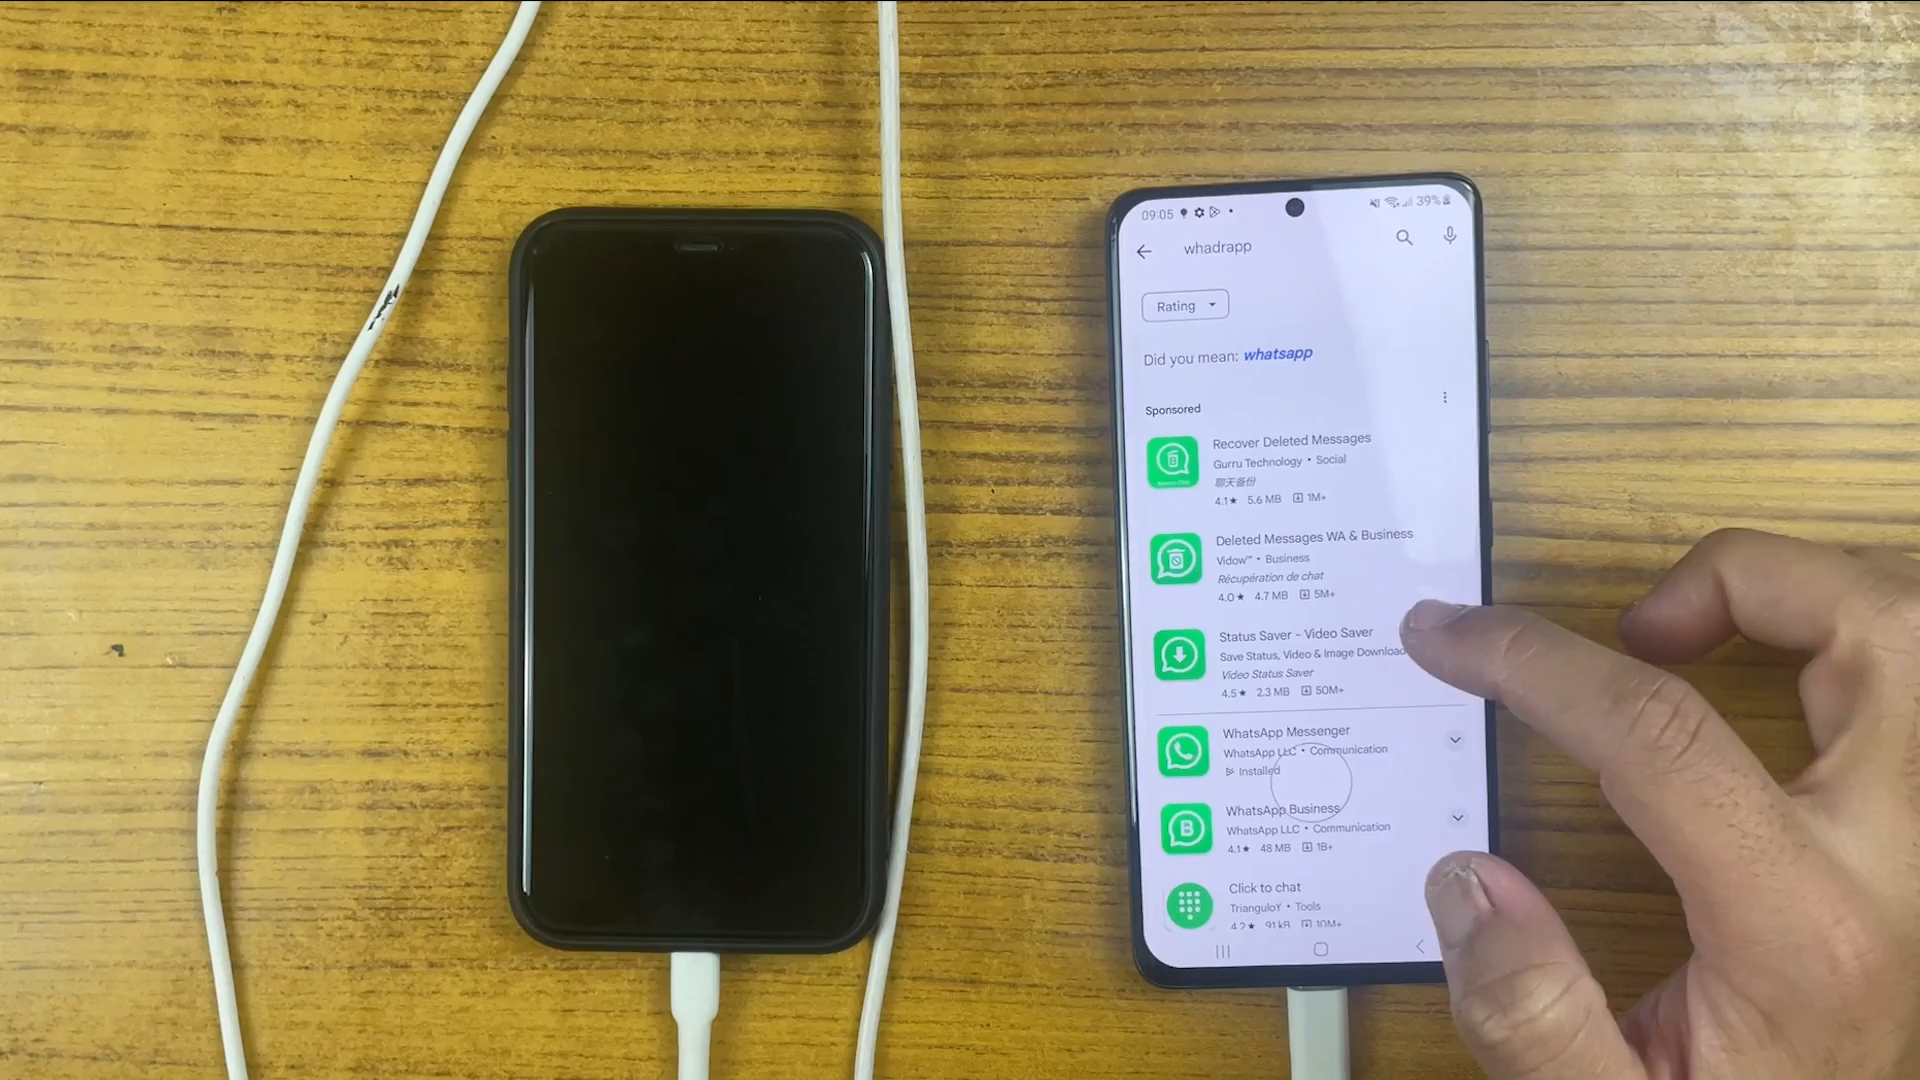 09:05
39%
whadrapp
Rating
Did you mean: whatsapp
Sponsored
Recover Deleted Messages
Gurru Technology • Social
聊天备份
4.1★ 5.6 MB 1M+
Deleted Messages WA & Business
Vidow™ • Business
Récupération de chat
4.0★ 4.7 MB 5M+
Status Saver - Video Saver
Save Status, Video & Image Download
Video Status Saver
4.5★ 2.3 MB 50M+
WhatsApp Messenger
WhatsApp LLC • Communication
Installed
B
WhatsApp Business
WhatsApp LLC • Communication
4.1★ 48 MB 1B+
Click to chat
TrianguloY • Tools
4.2★ 91 kB 10M+